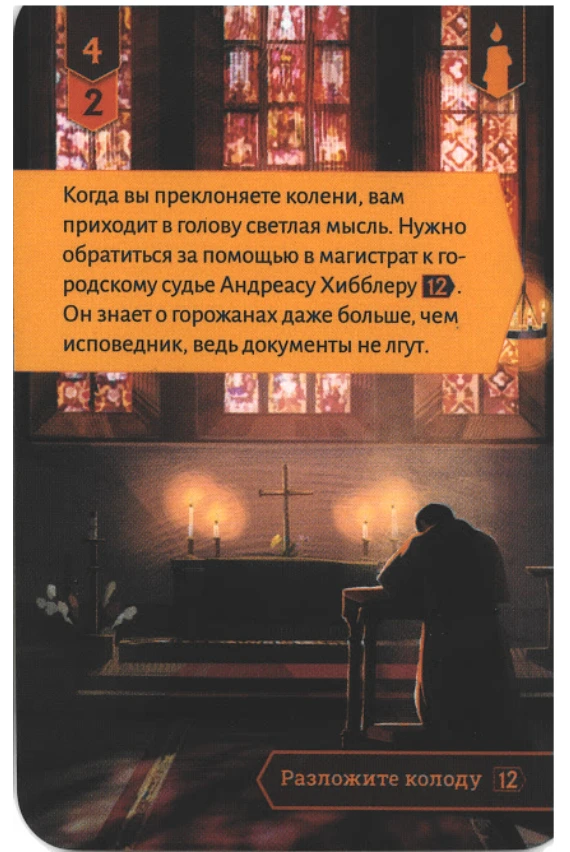 4
2
Когда вы преклоняете колени, вам
приходит в голову светлая мысль. Нужно
обратиться за помощью в магистрат к го-
родскому судье Андреасу Хибблеру 12.
Он знает о горожанах даже больше, чем
исповедник, ведь документы не лгут.
Разложите колоду 12